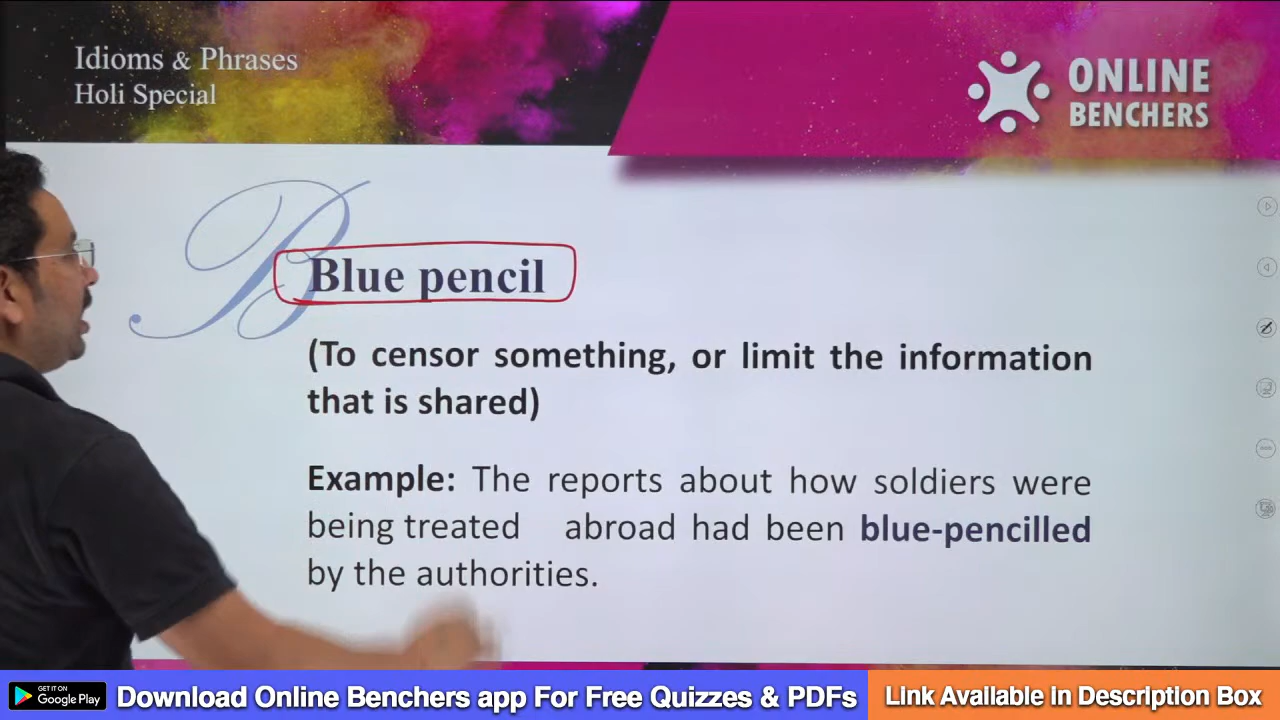 Idioms & Phrases
Holi Special
ONLINE
BENCHERS
B
Blue pencil
(To censor something, or limit the information
that is shared)
Example: The reports about how soldiers were
being treated abroad had been blue-pencilled
by the authorities.
GET IT ON
Google Play
Download Online Benchers app For Free Quizzes & PDFs
Link Available In Description Box